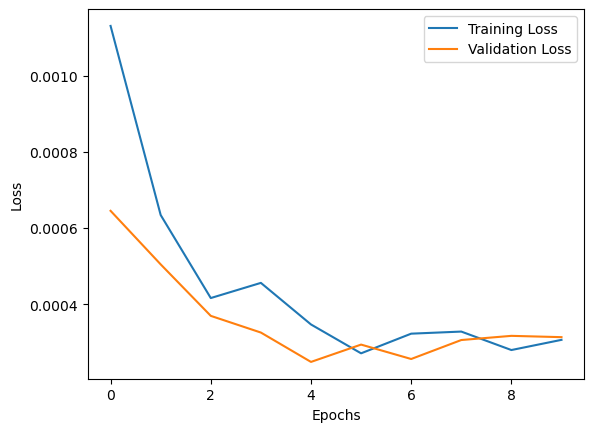 Training Loss
Validation Loss
0.0010
0.0008
0.0006
0.0004
Loss
0
2
4
6
8
Epochs